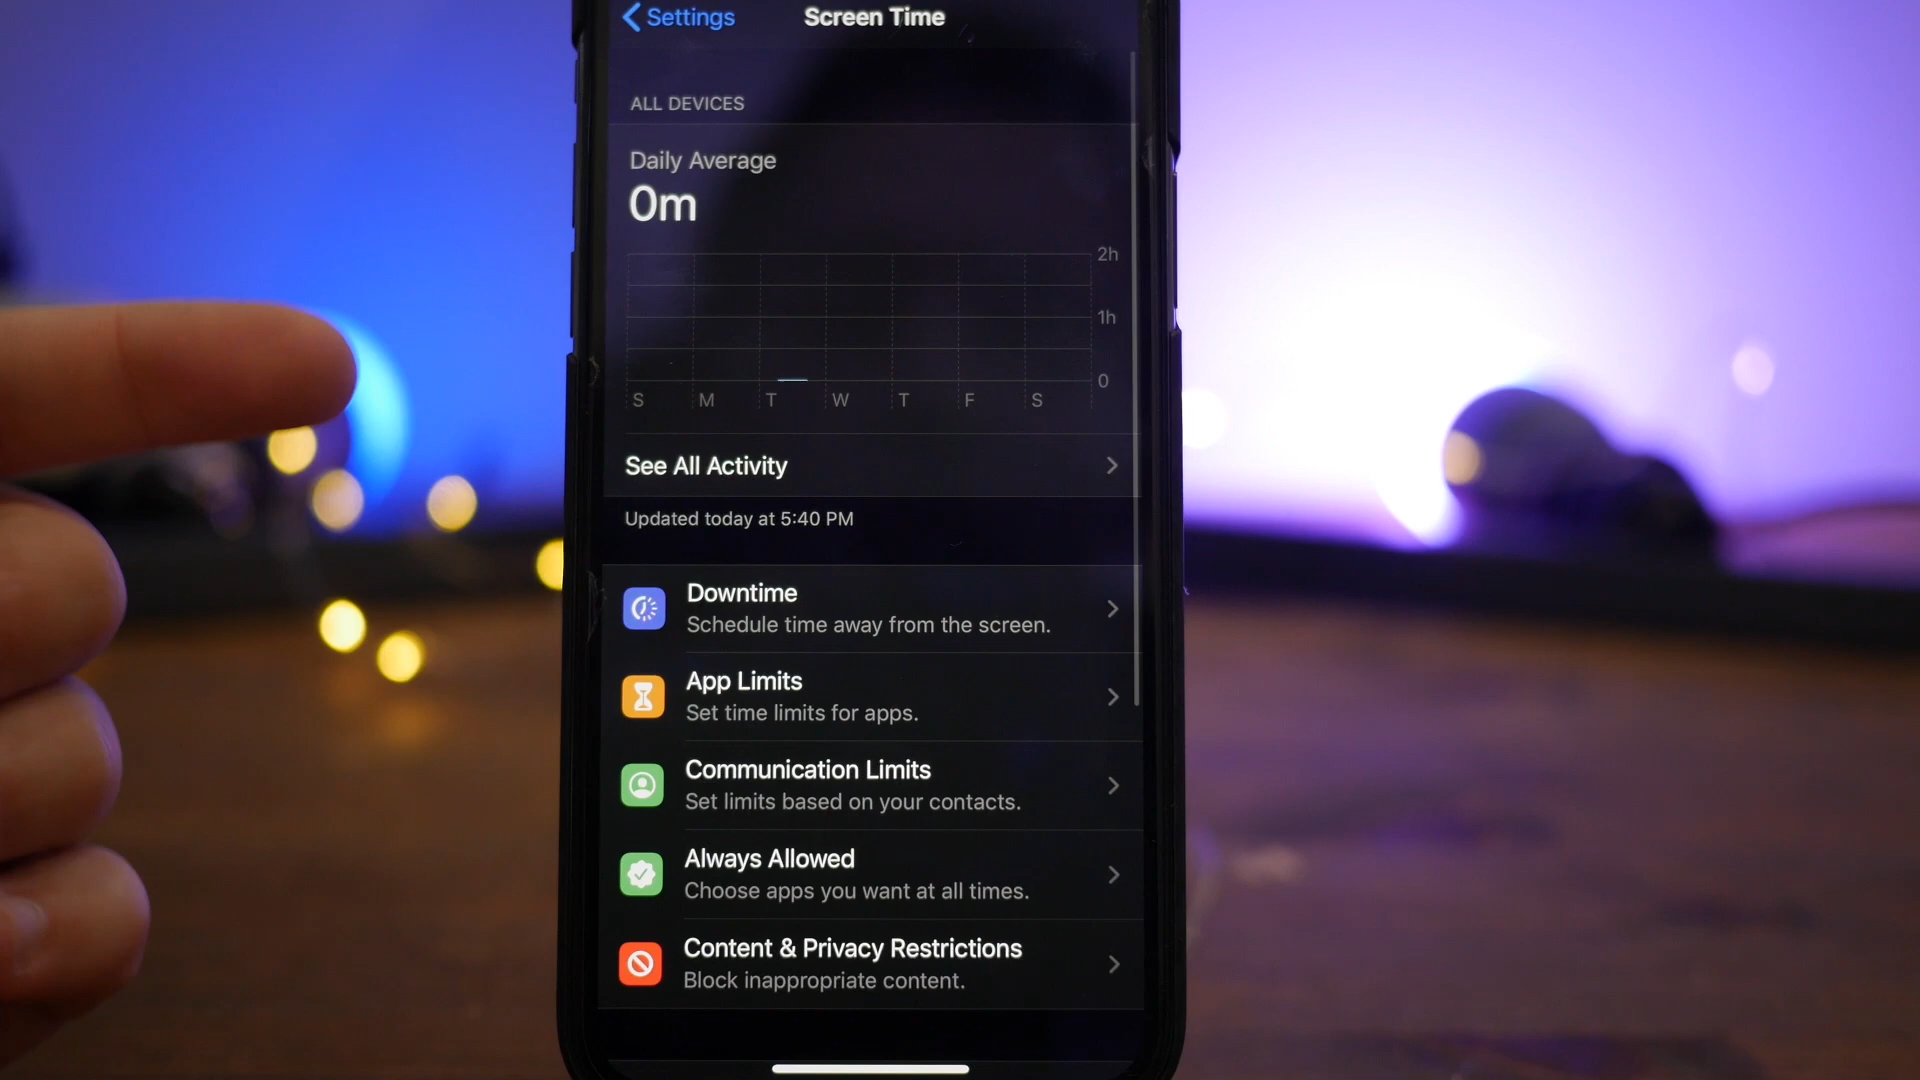 Settings
Screen Time
ALL DEVICES
Daily Average
0m
2h
1h
0
S M T W T F S
See All Activity
Updated today at 5:40 PM
Downtime
Schedule time away from the screen.
App Limits
Set time limits for apps.
Communication Limits
Set limits based on your contacts.
Always Allowed
Choose apps you want at all times.
Content & Privacy Restrictions
Block inappropriate content.